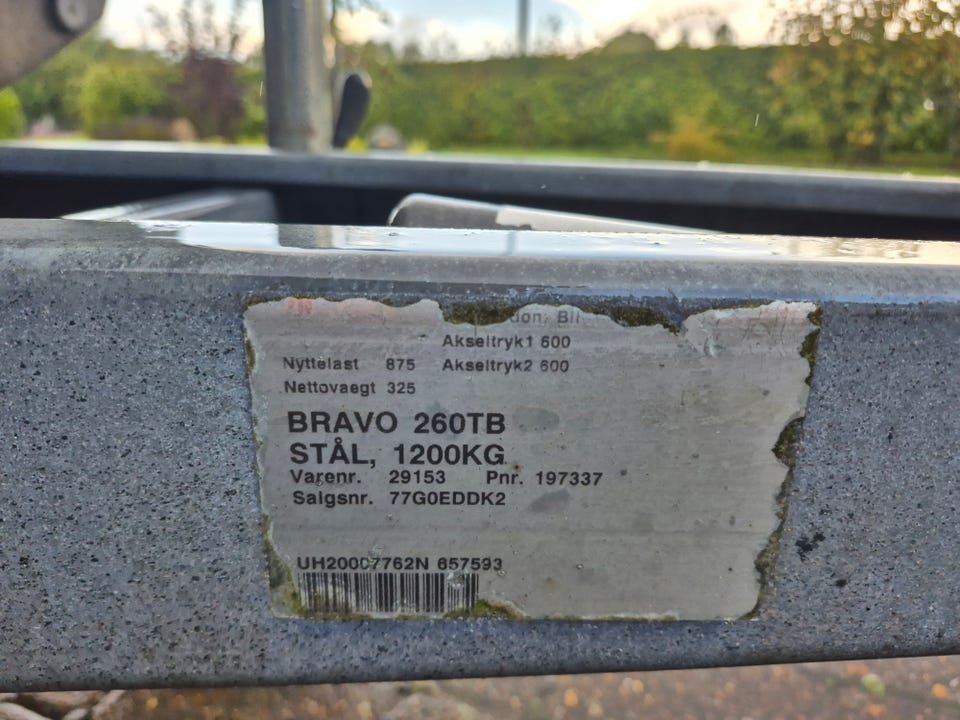 Akseltryk1 600
Nyttelast 875 Akseltryk2 600
Nettovaegt 325
BRAVO 260TB
STÅL, 1200KG
Varenr. 29153 Pnr. 197337
Salgsnr. 77G0EDDK2
UH20007762N 657593